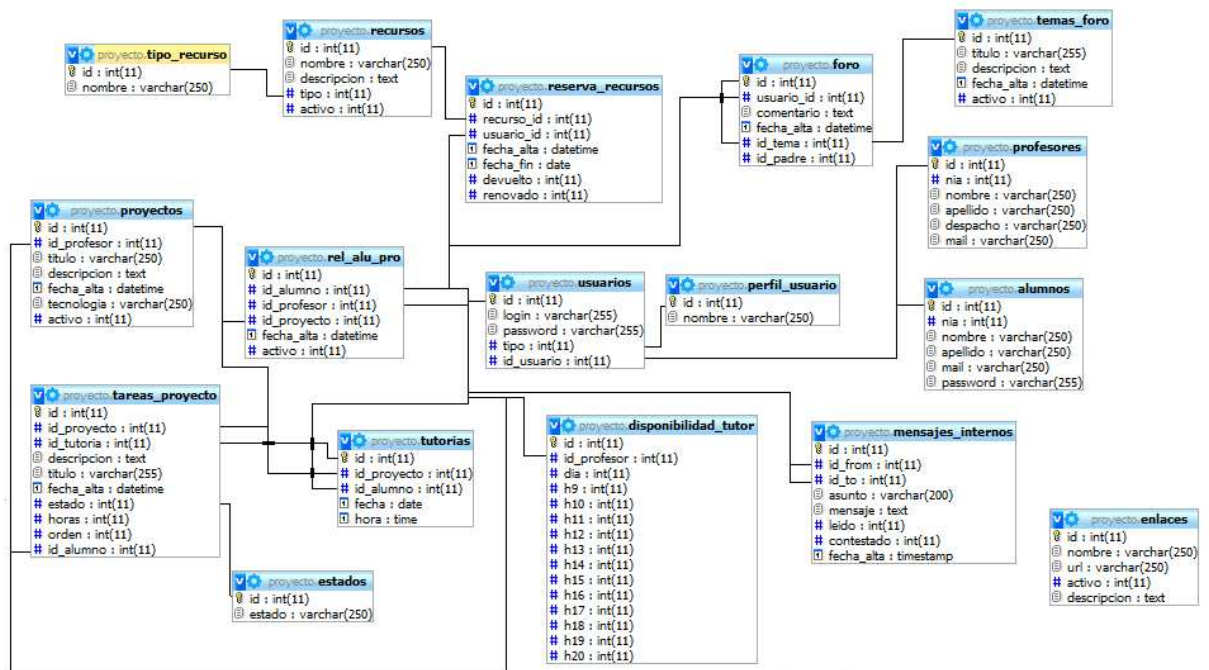 proyecto.tipo_recurso
id : int(11)
nombre : varchar(250)
proyecto.recursos
id : int(11)
nombre : varchar(250)
descripcion : text
tipo : int(11)
activo : int(11)
proyecto.reserva_recursos
id : int(11)
recurso_id : int(11)
usuario_id : int(11)
fecha_alta : datetime
fecha_fin : date
devuelto : int(11)
renovado : int(11)
proyecto.foro
id : int(11)
usuario_id : int(11)
comentario : text
fecha_alta : datetime
id_tema : int(11)
id_padre : int(11)
proyecto.temas_foro
id : int(11)
titulo : varchar(255)
descripcion : text
fecha_alta : datetime
activo : int(11)
proyecto.profesores
id : int(11)
nia : int(11)
nombre : varchar(250)
apellido : varchar(250)
despacho : varchar(250)
mail : varchar(250)
proyecto.proyectos
id : int(11)
id_profesor : int(11)
titulo : varchar(250)
descripcion : text
fecha_alta : datetime
tecnologia : varchar(250)
activo : int(11)
proyecto.rel_alu_pro
id : int(11)
id_alumno : int(11)
id_profesor : int(11)
id_proyecto : int(11)
fecha_alta : datetime
activo : int(11)
proyecto.usuarios
id : int(11)
login : varchar(255)
password : varchar(255)
tipo : int(11)
id_usuario : int(11)
proyecto.perfil_usuario
id : int(11)
nombre : varchar(250)
proyecto.alumnos
id : int(11)
nia : int(11)
nombre : varchar(250)
apellido : varchar(250)
mail : varchar(250)
password : varchar(255)
proyecto.tareas_proyecto
id : int(11)
id_proyecto : int(11)
id_tutoria : int(11)
descripcion : text
titulo : varchar(255)
fecha_alta : datetime
estado : int(11)
horas : int(11)
orden : int(11)
id_alumno : int(11)
proyecto.tutorias
id : int(11)
id_proyecto : int(11)
id_alumno : int(11)
fecha : date
hora : time
proyecto.disponibilidad_tutor
id : int(11)
id_profesor : int(11)
dia : int(11)
h9 : int(11)
h10 : int(11)
h11 : int(11)
h12 : int(11)
h13 : int(11)
h14 : int(11)
h15 : int(11)
h16 : int(11)
h17 : int(11)
h18 : int(11)
h19 : int(11)
h20 : int(11)
proyecto.mensajes_internos
id : int(11)
id_from : int(11)
id_to : int(11)
asunto : varchar(200)
mensaje : text
leido : int(11)
contestado : int(11)
fecha_alta : timestamp
proyecto.enlaces
id : int(11)
nombre : varchar(250)
url : varchar(250)
activo : int(11)
descripcion : text
proyecto.estados
id : int(11)
estado : varchar(250)